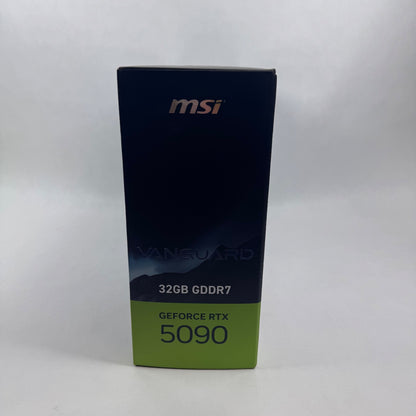 msi
VANGUARD
32GB GDDR7
GEFORCE RTX
5090